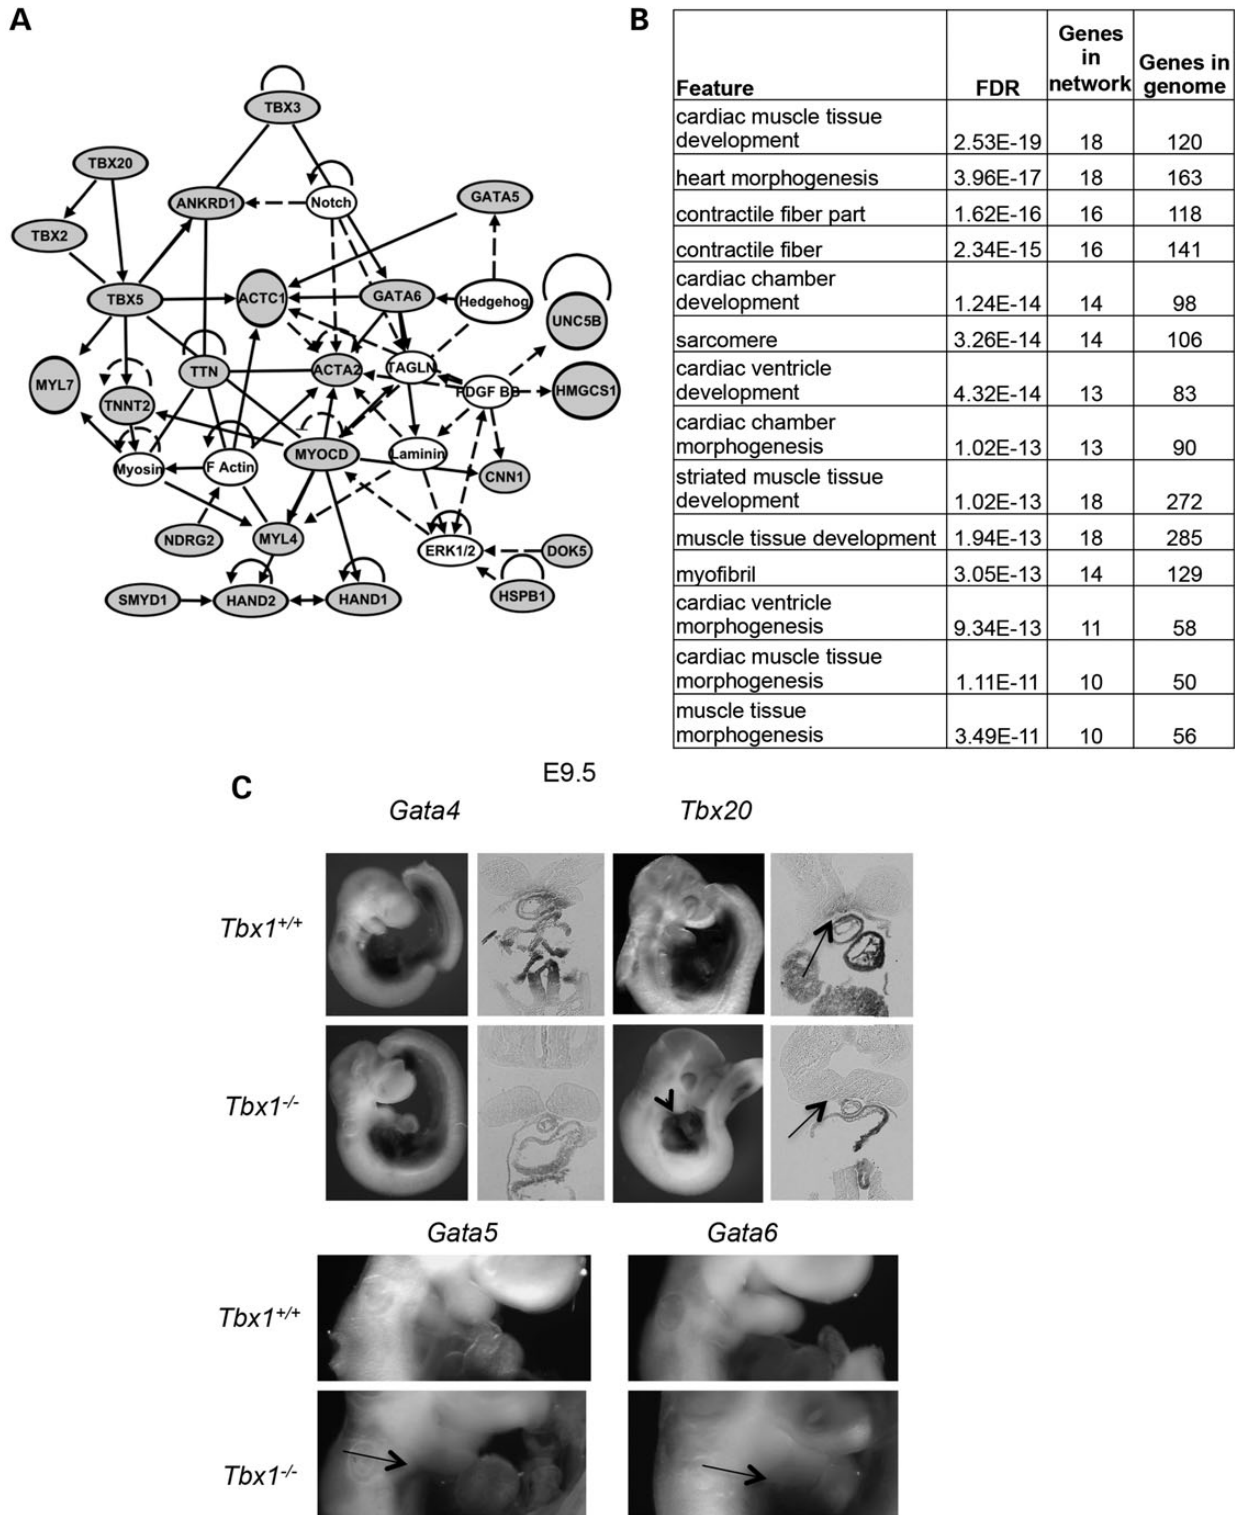 A
TBX3
TBX20
ANKRD1
Notch
GATA5
TBX2
TBX5
ACTC1
GATA6
Hedgehog
UNC5B
MYL7
TTN
ACTA2
TAGLN
PDGF BB
HMGCS1
TNNT2
Myosin
F Actin
MYOCD
Laminin
CNN1
NDRG2
MYL4
ERK1/2
DOK5
SMYD1
HAND2
HAND1
HSPB1
B
Feature FDR Genes in network Genes in genome
cardiac muscle tissue
development 2.53E-19 18 120
heart morphogenesis 3.96E-17 18 163
contractile fiber part 1.62E-16 16 118
contractile fiber 2.34E-15 16 141
cardiac chamber
development 1.24E-14 14 98
sarcomere 3.26E-14 14 106
cardiac ventricle
development 4.32E-14 13 83
cardiac chamber
morphogenesis 1.02E-13 13 90
striated muscle tissue
development 1.02E-13 18 272
muscle tissue development 1.94E-13 18 285
myofibril 3.05E-13 14 129
cardiac ventricle
morphogenesis 9.34E-13 11 58
cardiac muscle tissue
morphogenesis 1.11E-11 10 50
muscle tissue
morphogenesis 3.49E-11 10 56
C
E9.5
Gata4 Tbx20
Tbx1+/+
Tbx1-/-
Gata5 Gata6
Tbx1+/+
Tbx1-/-